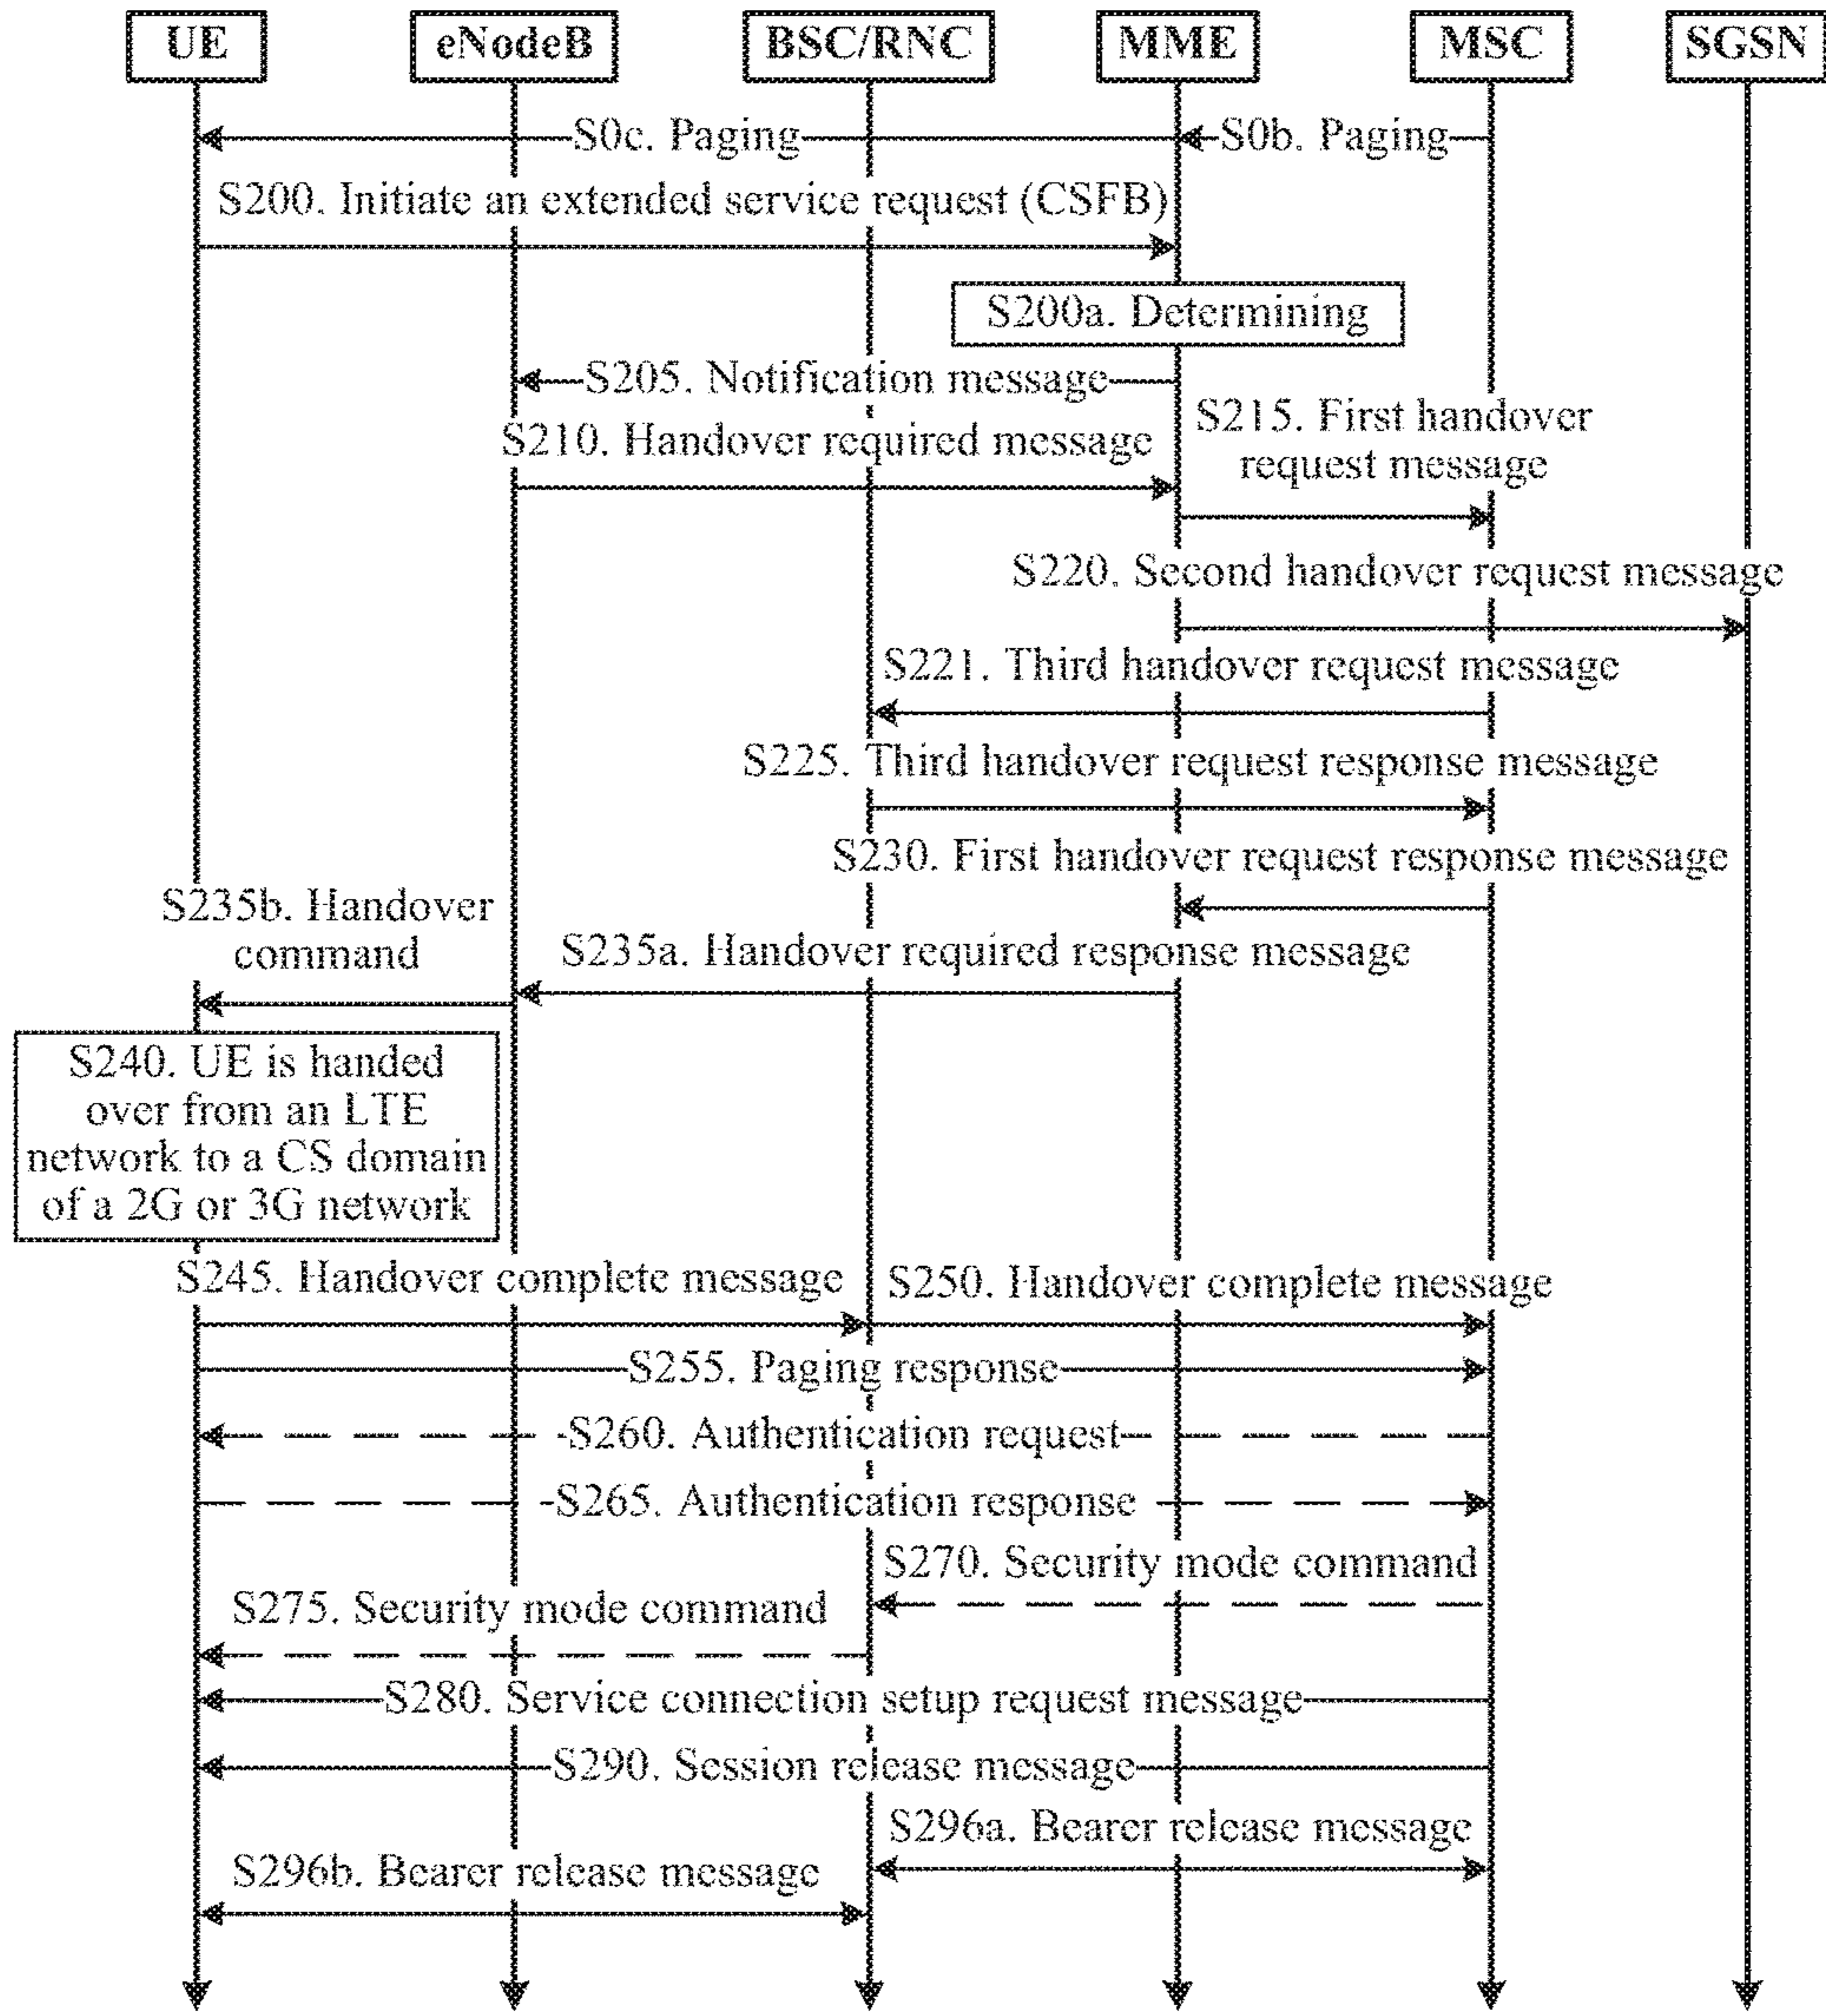 UE
eNodeB
BSC/RNC
MME
MSC
SGSN
S0c. Paging
S0b. Paging
S200. Initiate an extended service request (CSFB)
S200a. Determining
S205. Notification message
S210. Handover required message
S215. First handover
request message
S220. Second handover request message
S221. Third handover request message
S225. Third handover request response message
S230. First handover request response message
S235b. Handover
command
S235a. Handover required response message
S240. UE is handed
over from an LTE
network to a CS domain
of a 2G or 3G network
S245. Handover complete message
S250. Handover complete message
S255. Paging response
S260. Authentication request
S265. Authentication response
S270. Security mode command
S275. Security mode command
S280. Service connection setup request message
S290. Session release message
S296a. Bearer release message
S296b. Bearer release message